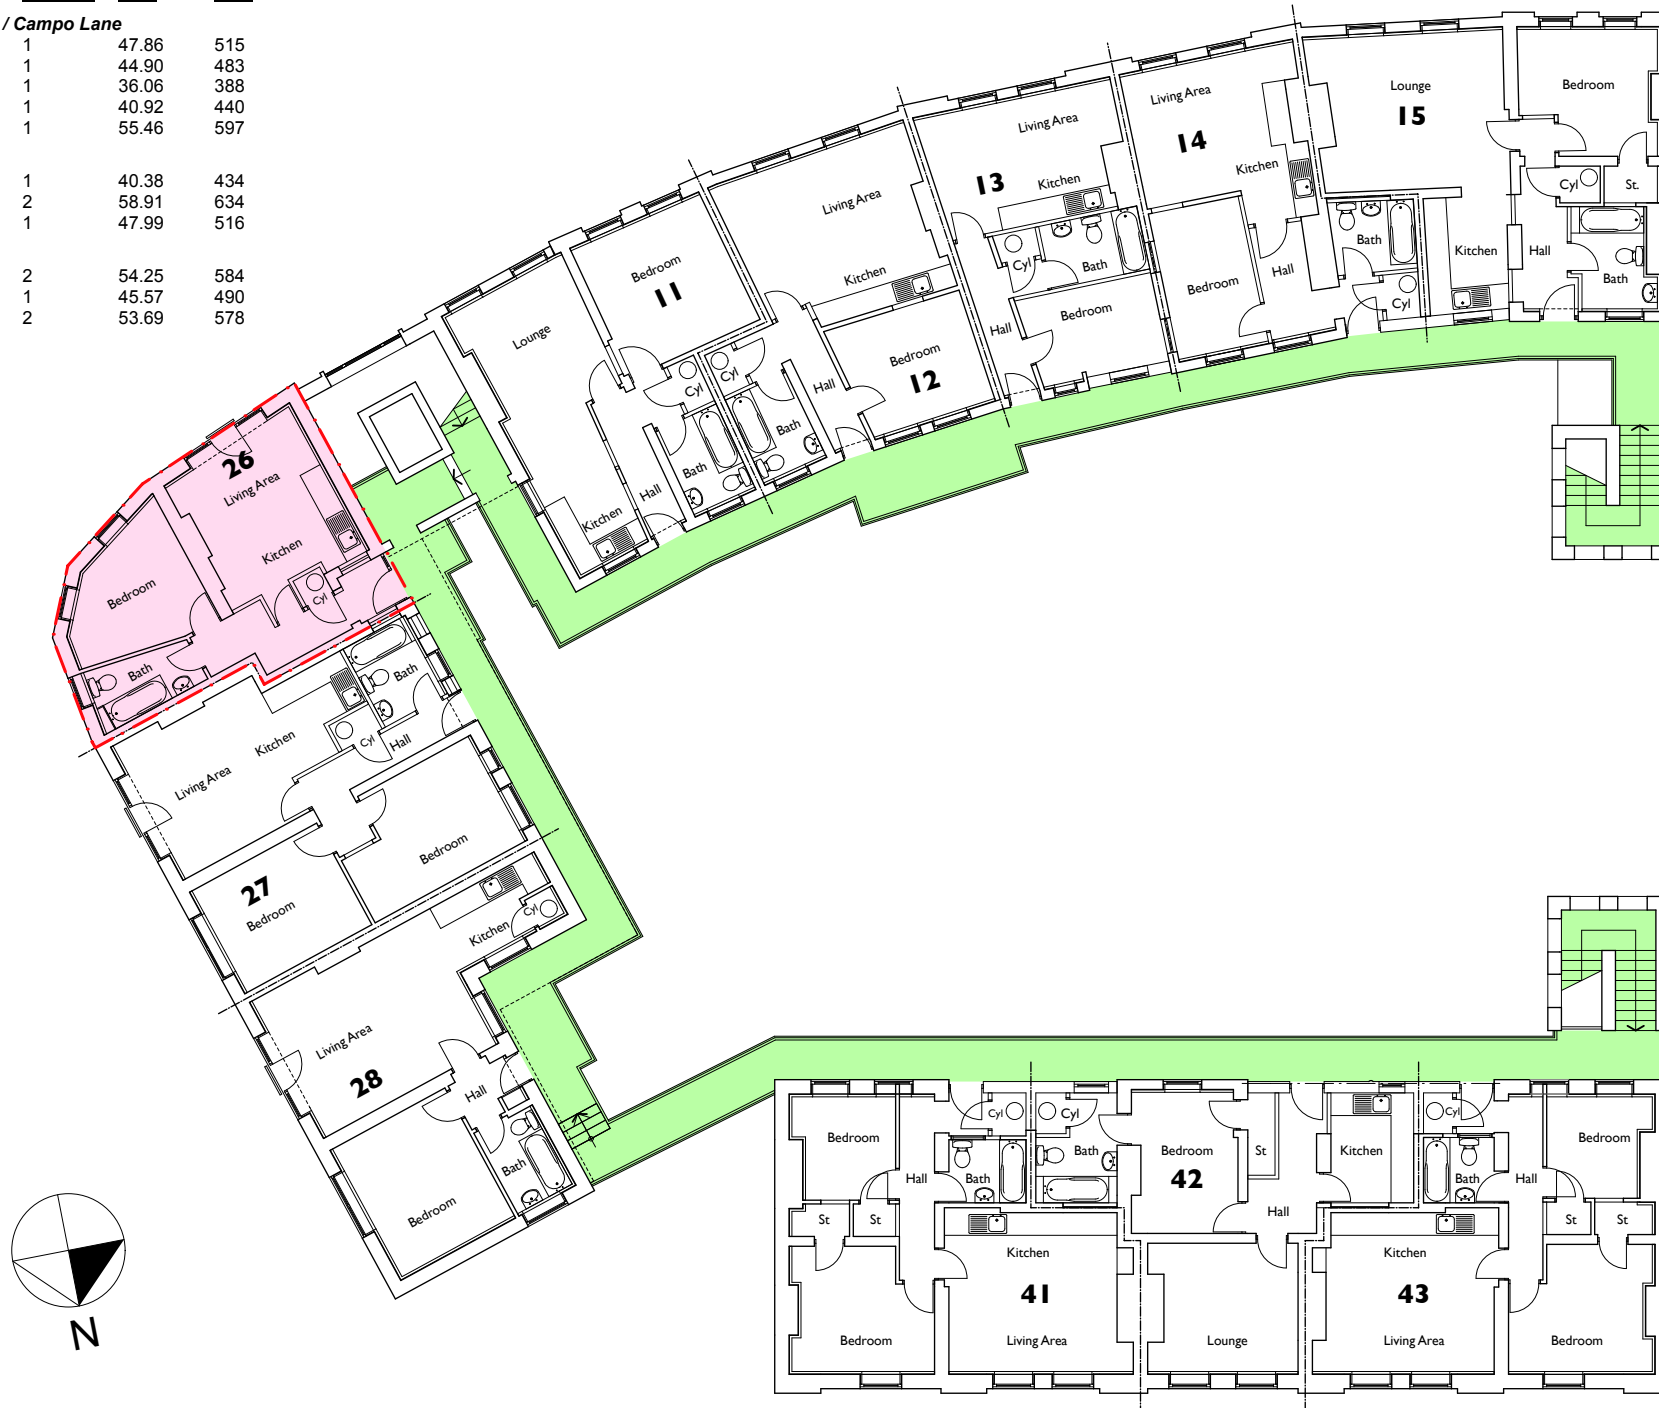 / Campo Lane
1 47.86 515
1 44.90 483
1 36.06 388
1 40.92 440
1 55.46 597
1 40.38 434
2 58.91 634
1 47.99 516
2 54.25 584
1 45.57 490
2 53.69 578
Lounge
Bedroom
11
Cyl
Bath
Hall
Kitchen
Living Area
Kitchen
Cyl
Hall
Bath
Bedroom
12
Living Area
13
Kitchen
Cyl
Bath
Hall
Bedroom
Living Area
14
Kitchen
Bedroom
Hall
Bath
Cyl
Lounge
15
Kitchen
Bedroom
Cyl
St.
Hall
Bath
26
Living Area
Kitchen
Cyl
Bedroom
Bath
Bath
Kitchen
Cyl
Hall
Living Area
Bedroom
27
Bedroom
Cyl
Kitchen
Living Area
28
Hall
Bath
Bedroom
N
Bedroom
Hall
Cyl
Bath
St
St
Kitchen
41
Bedroom
Living Area
Cyl
Bath
Bedroom
42
St
Kitchen
Hall
Lounge
Cyl
Bath
Hall
Bedroom
St
St
Kitchen
43
Living Area
Bedroom